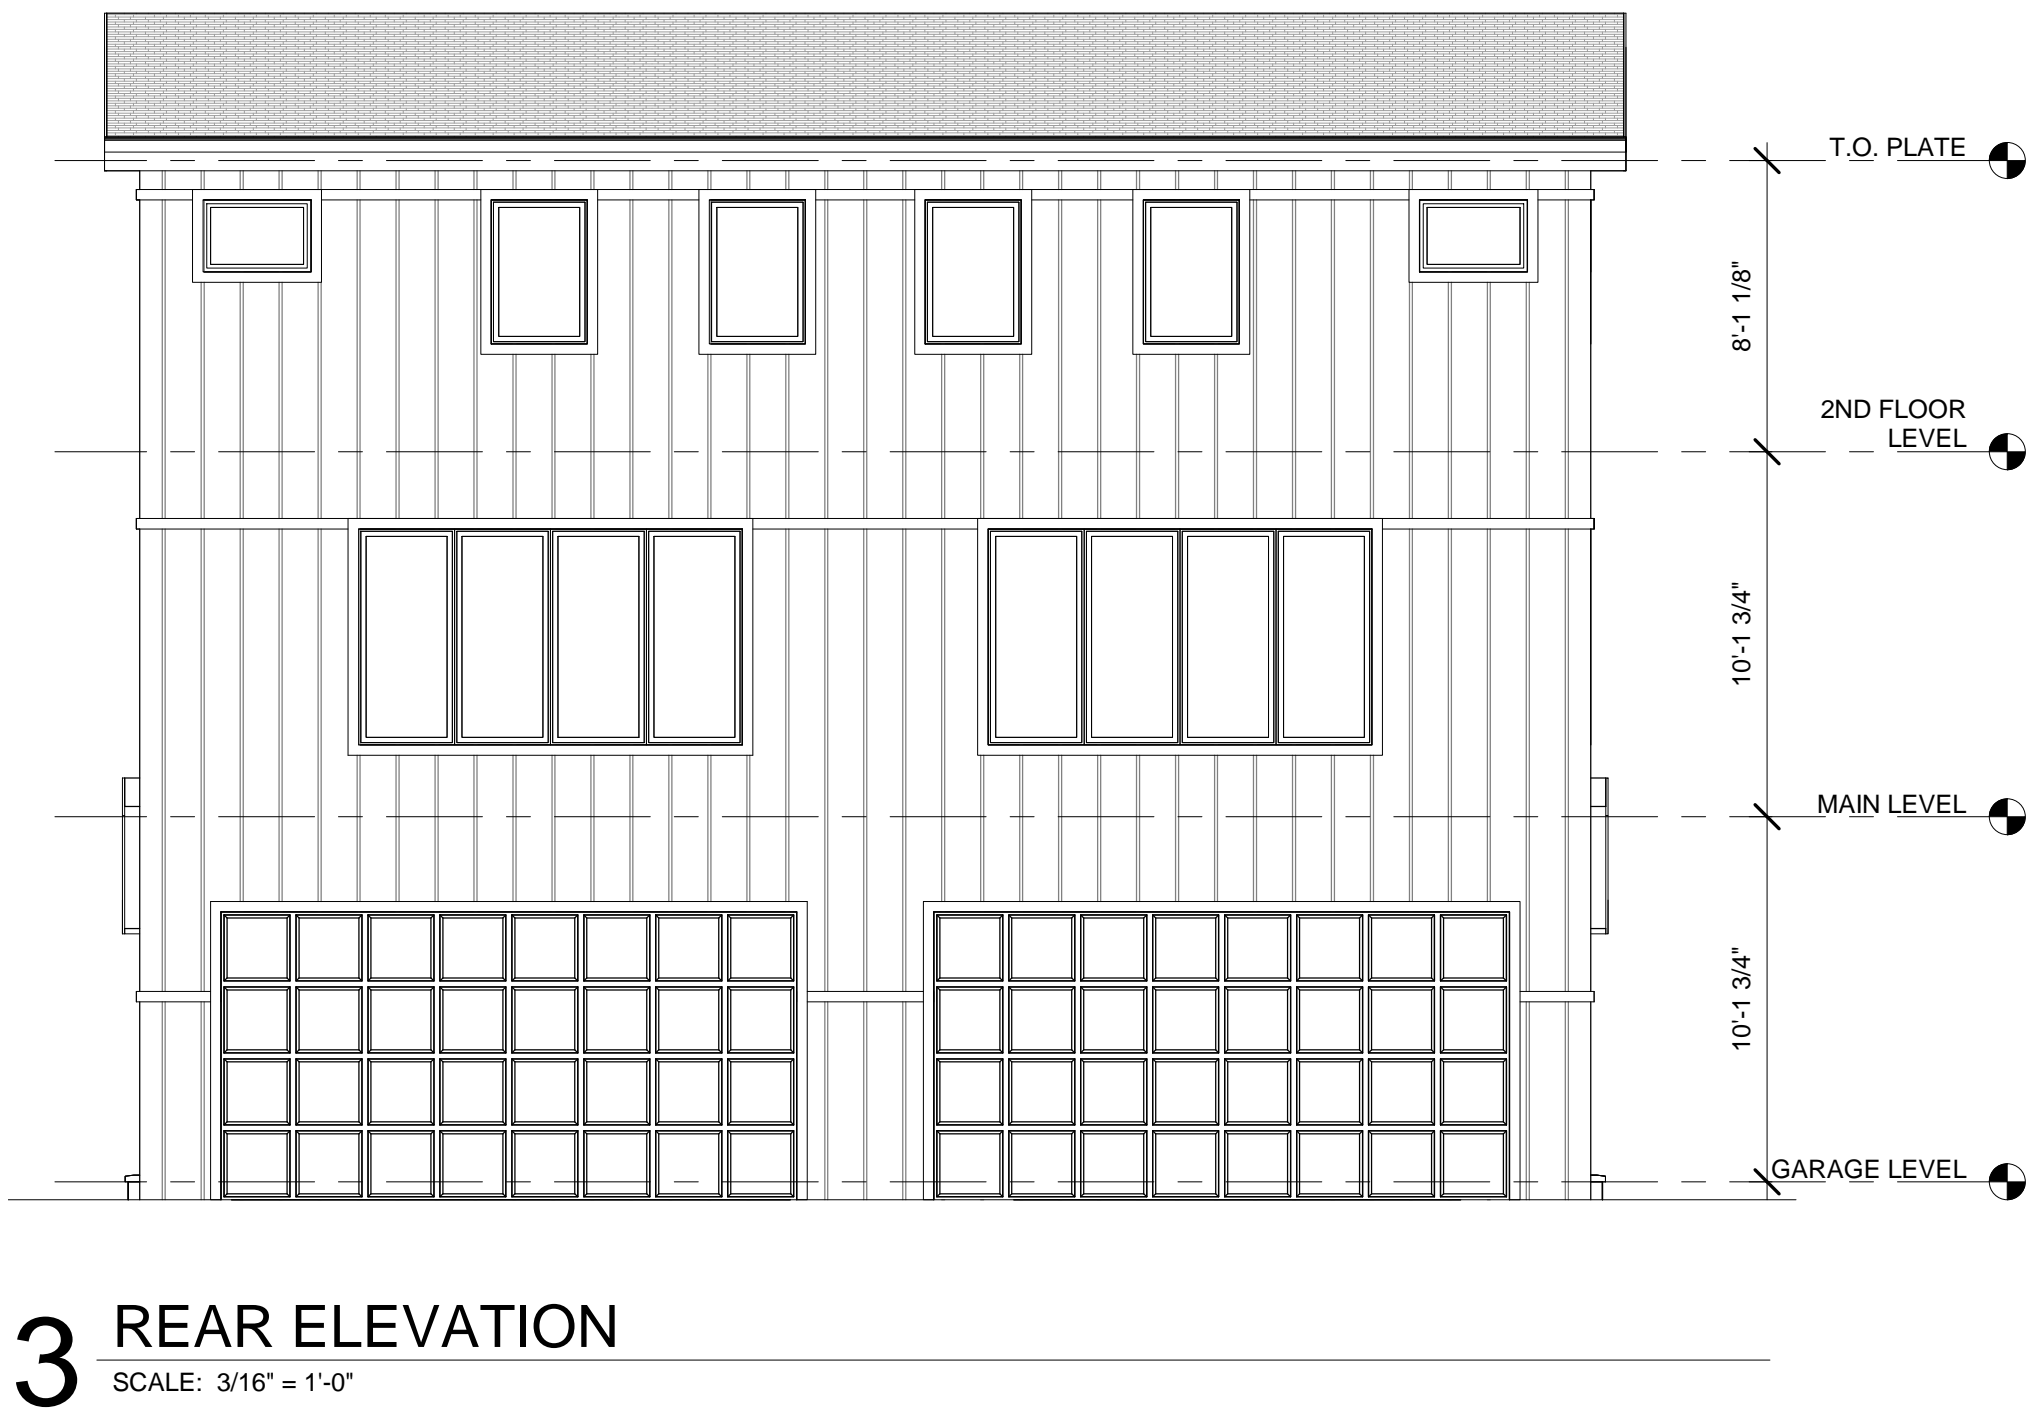 T.O. PLATE
8'-1 1/8"
2ND FLOOR
LEVEL
10'-1 3/4"
MAIN LEVEL
10'-1 3/4"
GARAGE LEVEL
3 REAR ELEVATION
SCALE: 3/16" = 1'-0"